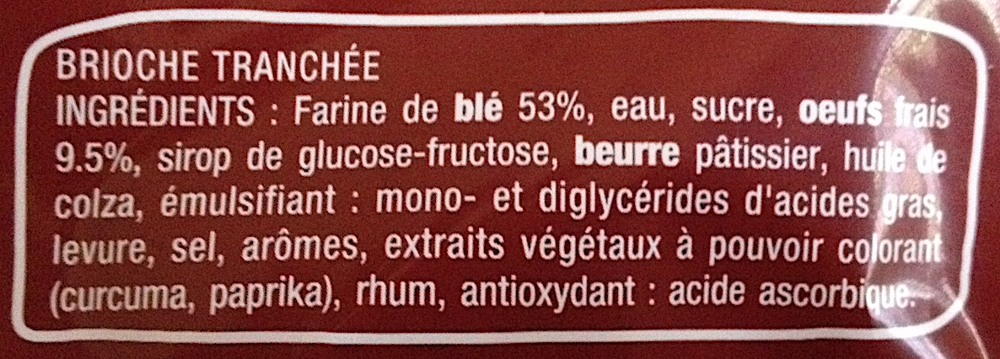 BRIOCHE TRANCHÉE
INGRÉDIENTS : Farine de blé 53%, eau, sucre, oeufs frais
9.5%, sirop de glucose-fructose, beurre pâtissier, huile de
colza, émulsifiant : mono- et diglycérides d'acides gras,
levure, sel, arômes, extraits végétaux à pouvoir colorant
(curcuma, paprika), rhum, antioxydant : acide ascorbique.